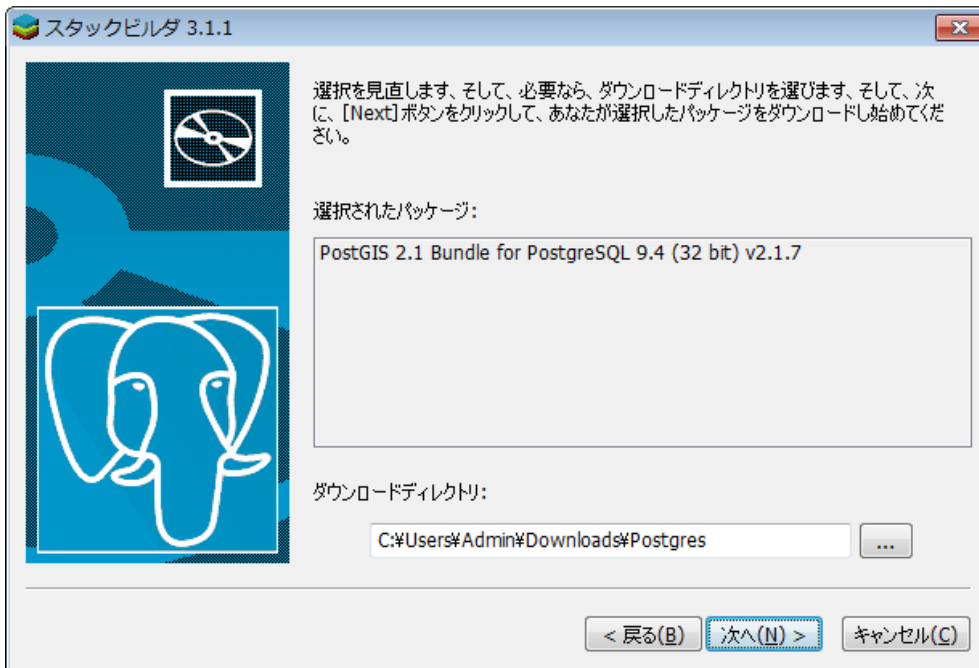 スタックビルダ 3.1.1
選択を見直します、そして、必要なら、ダウンロードディレクトリを選びます、そして、次
に、[Next]ボタンをクリックして、あなたが選択したパッケージをダウンロードし始めてくだ
さい。
選択されたパッケージ:
PostGIS 2.1 Bundle for PostgreSQL 9.4 (32 bit) v2.1.7
ダウンロードディレクトリ:
C:¥Users¥Admin¥Downloads¥Postgres
...
< 戻る(B)
次へ(N) >
キャンセル(C)